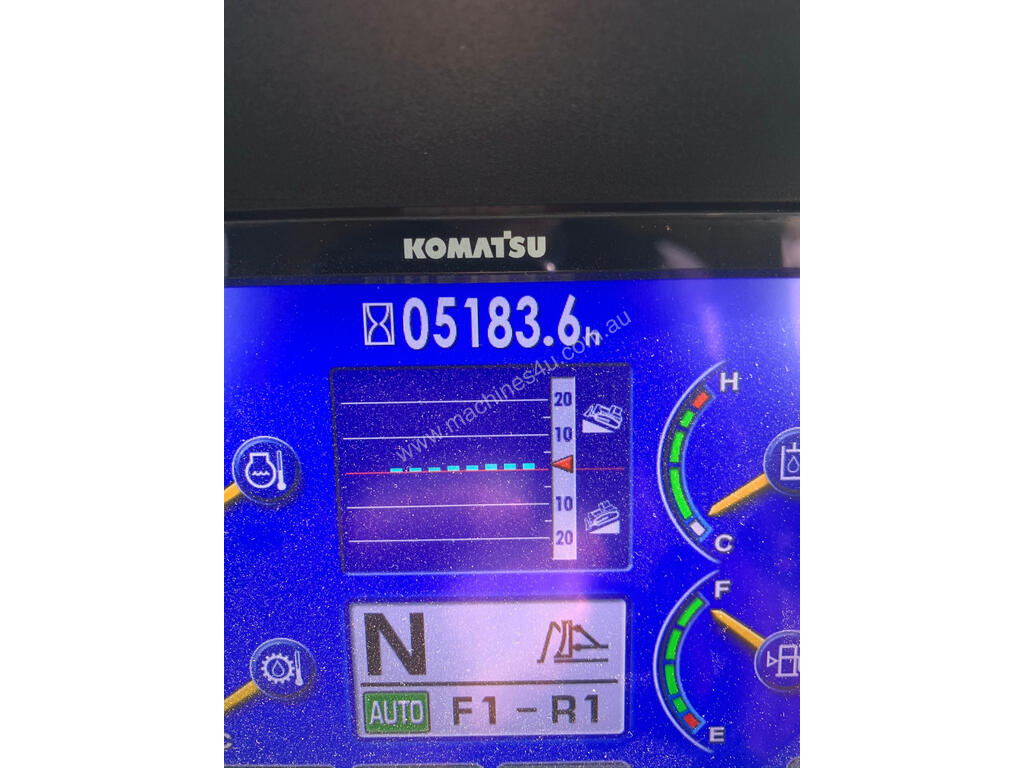 KOMATSU
05183.6h
www.machines4u.com.au
20
10
10
20
H
C
F
E
N
AUTO F1-R1
C